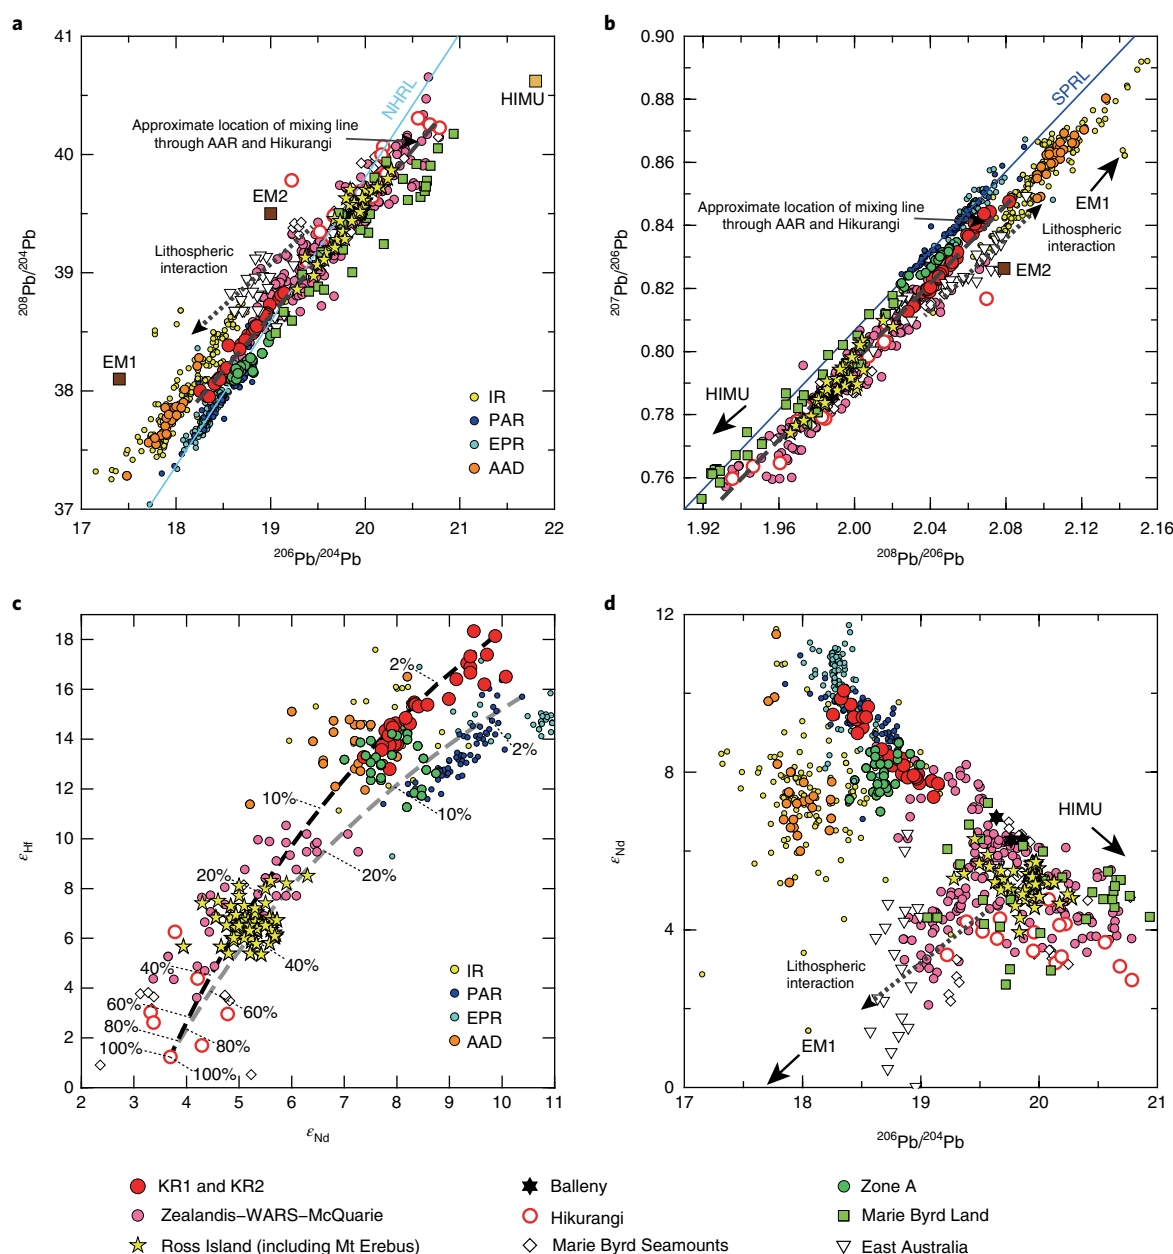 a
41
40
39
38
37
17
18
19
20
21
22
²⁰⁸Pb/²⁰⁴Pb
²⁰⁶Pb/²⁰⁴Pb
NHRL
HIMU
Approximate location of mixing line
through AAR and Hikurangi
EM2
Lithospheric
interaction
EM1
IR
PAR
EPR
AAD
b
0.90
0.88
0.86
0.84
0.82
0.80
0.78
0.76
1.92
1.96
2.00
2.04
2.08
2.12
2.16
²⁰⁷Pb/²⁰⁶Pb
²⁰⁸Pb/²⁰⁶Pb
SPRL
EM1
Approximate location of mixing line
through AAR and Hikurangi
Lithospheric
interaction
EM2
HIMU
c
18
16
14
12
10
8
6
4
2
0
2
3
4
5
6
7
8
9
10
11
εHf
εNd
2%
2%
10%
10%
20%
20%
40%
40%
60%
60%
80%
80%
100%
100%
IR
PAR
EPR
AAD
d
12
8
4
0
17
18
19
20
21
εNd
²⁰⁶Pb/²⁰⁴Pb
HIMU
Lithospheric
interaction
EM1
KR1 and KR2
Balleny
Zone A
Zealandis–WARS–McQuarie
Hikurangi
Marie Byrd Land
Ross Island (including Mt Erebus)
Marie Byrd Seamounts
East Australia